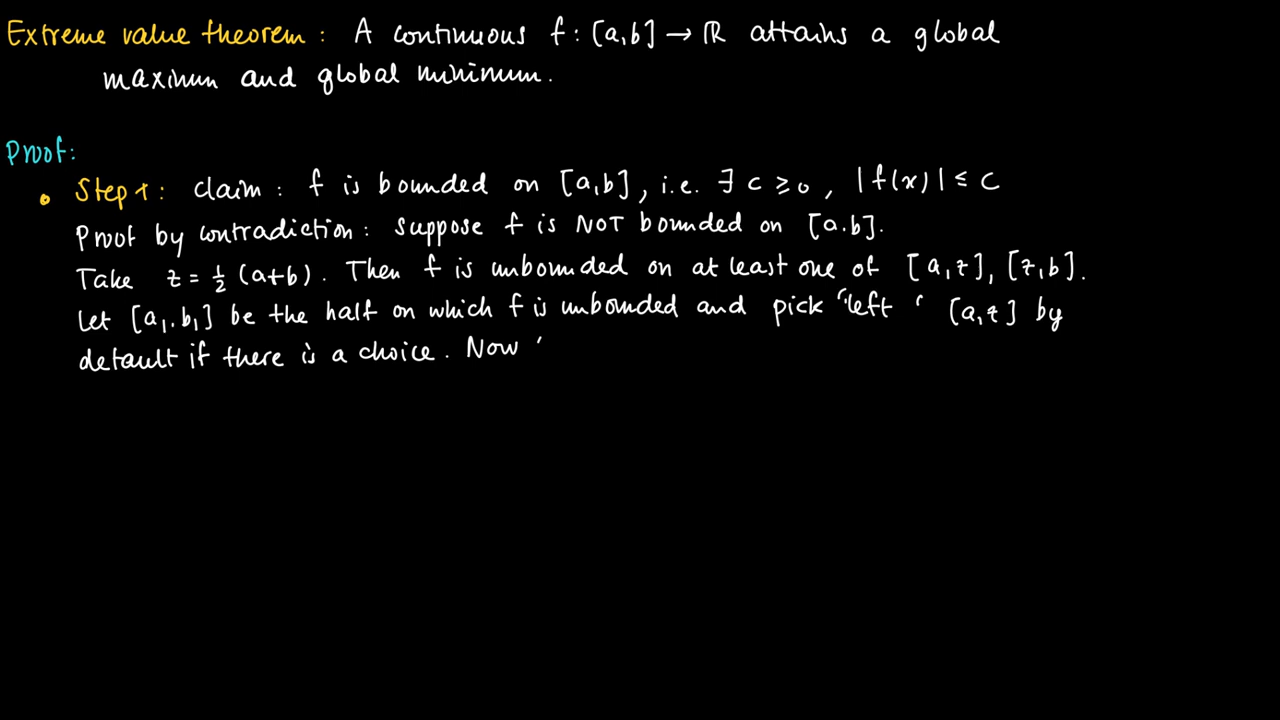 Extreme value theorem : A continuous f : [a,b] → ℝ attains a global
maximum and global minimum.
Proof:
• Step 1 : claim : f is bounded on [a,b] , i.e. ∃ c ≥ 0 , |f(x)| ≤ c
Proof by contradiction : suppose f is NOT bounded on [a.b].
Take z = ½ (a+b) . Then f is unbounded on at least one of [a,z], [z,b].
Let [a₁.b₁] be the half on which f is unbounded and pick "left " [a,z] by
default if there is a choice . Now "